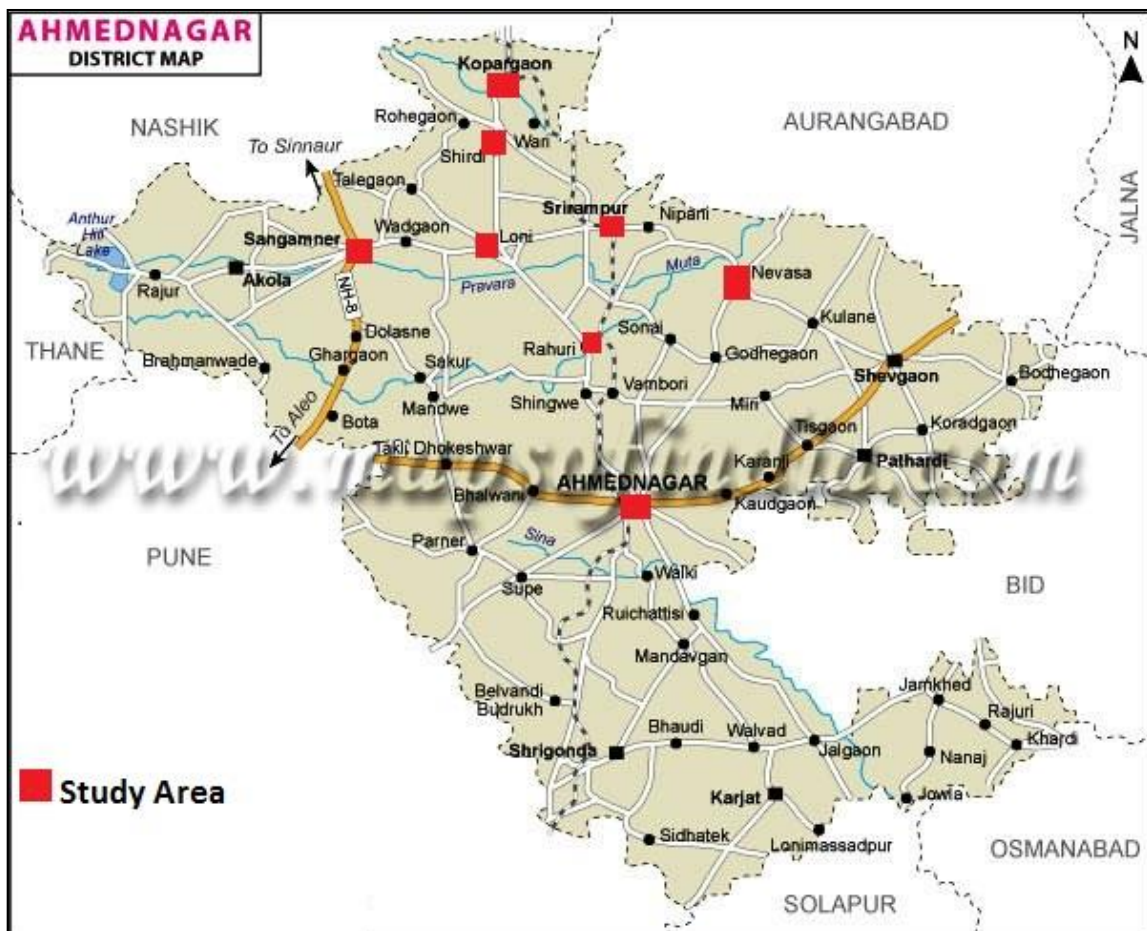 AHMEDNAGAR
DISTRICT MAP
N
Kopargaon
NASHIK
Rohegaon
Wari
AURANGABAD
To Sinnaur
Shirdi
JALNA
Talegaon
Srirampur
Nipani
Anthur
Hill
Lake
Wadgaon
Sangamner
Loni
Muta
Nevasa
Akola
Rajur
Pravara
NH-8
Kulane
Dolasne
Sonai
THANE
Rahuri
Godhegaon
Ghargaon
Brahmanwade
Sakur
Shevgaon
Bodhegaon
Vambori
Mandwe
Shingwe
Miri
To Aleo
Bota
Koradgaon
Tisgaon
Takli Dhokeshwar
Pathardi
Karanji
www.mapsofindia.com
AHMEDNAGAR
Bhalwani
Kaudgaon
Parner
Sina
PUNE
Walki
Supe
BID
Ruichattisi
Mandavgan
Belvandi
Budrukh
Jamkhed
Rajuri
Bhaudi
Walvad
Khardi
Shrigonda
Jalgaon
Nanaj
Study Area
Karjat
Jowla
Sidhatek
Lonimassadpur
OSMANABAD
SOLAPUR